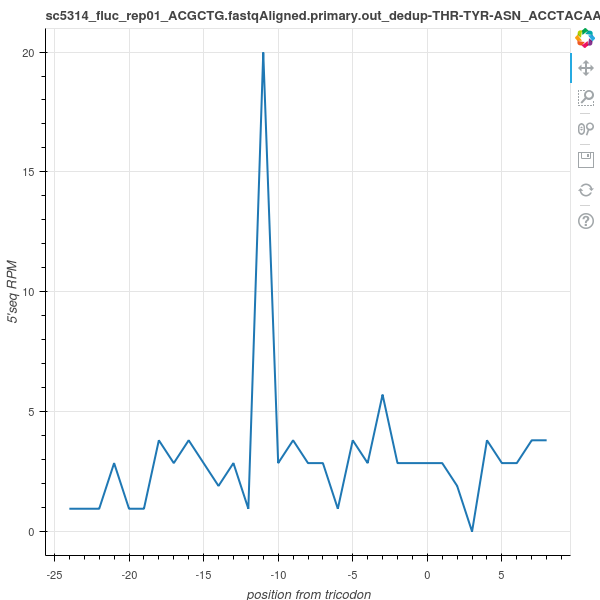 sc5314_fluc_rep01_ACGCTG.fastqAligned.primary.out_dedup-THR-TYR-ASN_ACCTACAA
20
15
10
5
0
5'seq RPM
-25 -20 -15 -10 -5 0 5
position from tricodon